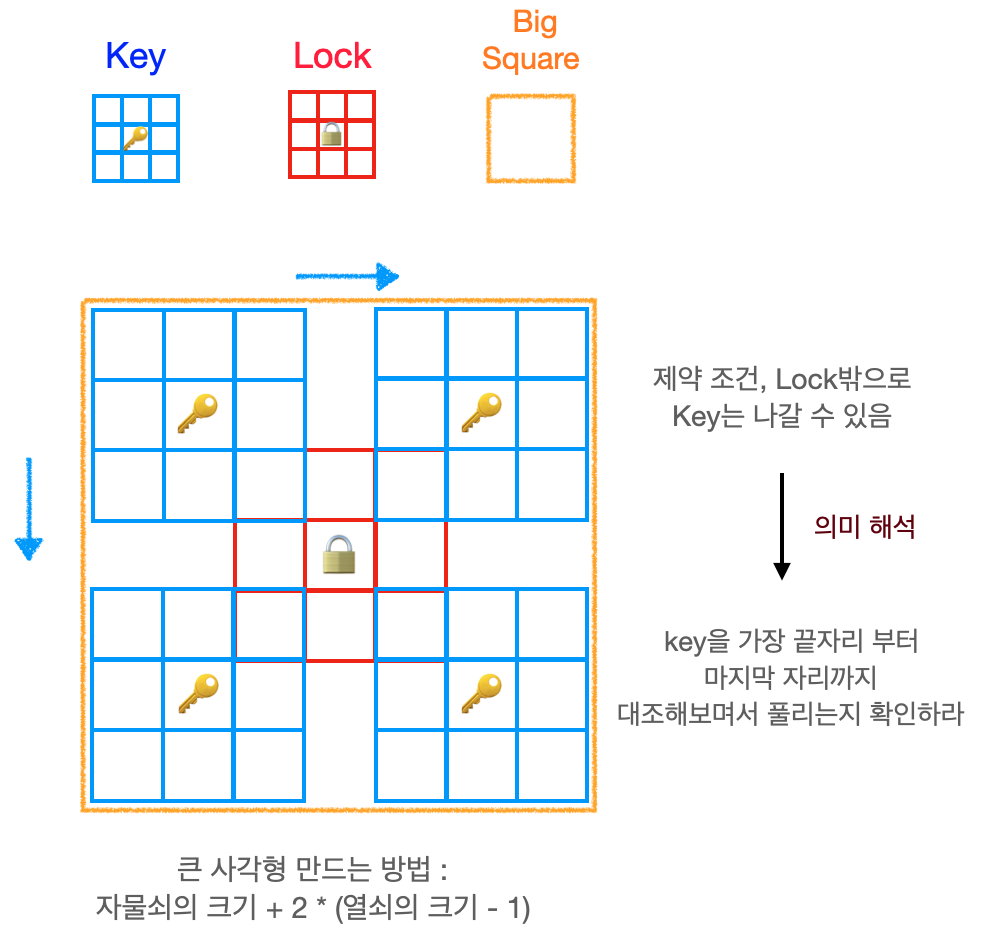 Key
Lock
Big
Square
제약 조건, Lock밖으로
Key는 나갈 수 있음
의미 해석
key을 가장 끝자리 부터
마지막 자리까지
대조해보며서 풀리는지 확인하라
큰 사각형 만드는 방법 :
자물쇠의 크기 + 2 * (열쇠의 크기 - 1)